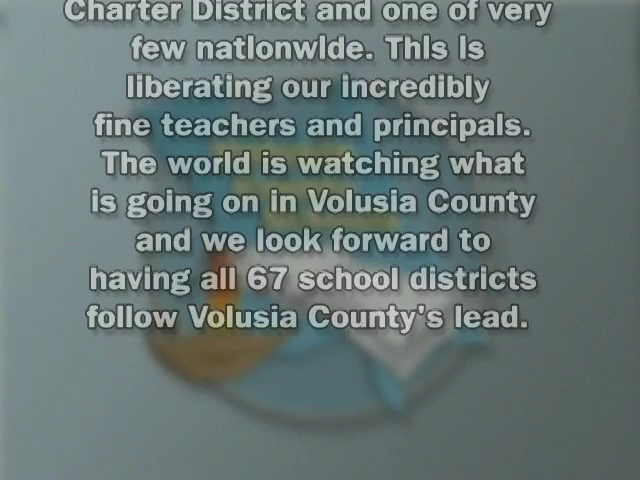 Charter District and one of very
few nationwide. This is
liberating our incredibly
fine teachers and principals.
The world is watching what
is going on in Volusia County
and we look forward to
having all 67 school districts
follow Volusia County's lead.